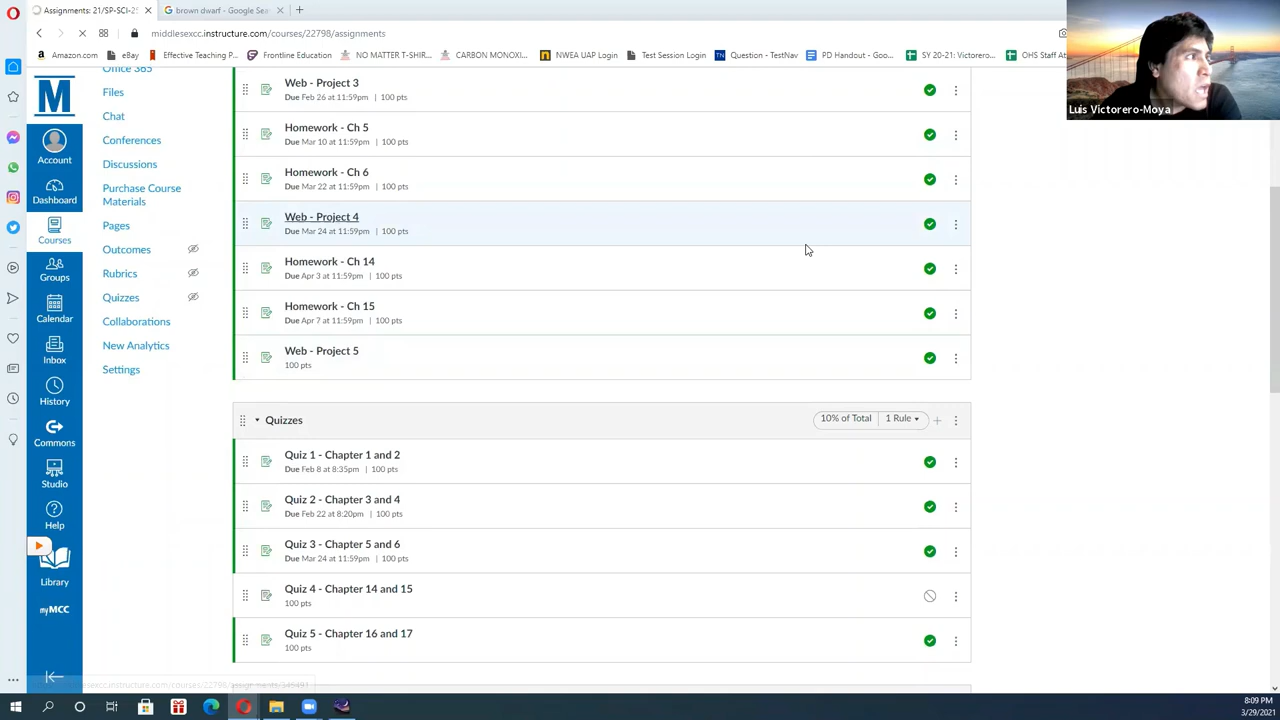 Assignments: 21/SP-SCI-25
brown dwarf - Google Sea
middlesexcc.instructure.com/courses/22798/assignments
Amazon.com
eBay
Effective Teaching P...
Frontline Education
NO MATTER T-SHIR...
CARBON MONOXI...
NWEA UAP Login
Test Session Login
Question - TestNav
PD Handout - Goo...
SY 20-21: Victorero...
OHS Staff At
Luis Victorero-Moya
M
Account
Dashboard
Courses
Groups
Calendar
Inbox
History
Commons
Studio
Help
Library
myMCC
Office 365
Files
Chat
Conferences
Discussions
Purchase Course
Materials
Pages
Outcomes
Rubrics
Quizzes
Collaborations
New Analytics
Settings
Web - Project 3
Due Feb 26 at 11:59pm | 100 pts
Homework - Ch 5
Due Mar 10 at 11:59pm | 100 pts
Homework - Ch 6
Due Mar 22 at 11:59pm | 100 pts
Web - Project 4
Due Mar 24 at 11:59pm | 100 pts
Homework - Ch 14
Due Apr 3 at 11:59pm | 100 pts
Homework - Ch 15
Due Apr 7 at 11:59pm | 100 pts
Web - Project 5
100 pts
Quizzes
10% of Total
1 Rule
Quiz 1 - Chapter 1 and 2
Due Feb 8 at 8:35pm | 100 pts
Quiz 2 - Chapter 3 and 4
Due Feb 22 at 8:20pm | 100 pts
Quiz 3 - Chapter 5 and 6
Due Mar 24 at 11:59pm | 100 pts
Quiz 4 - Chapter 14 and 15
100 pts
Quiz 5 - Chapter 16 and 17
100 pts
8:09 PM
3/29/2021